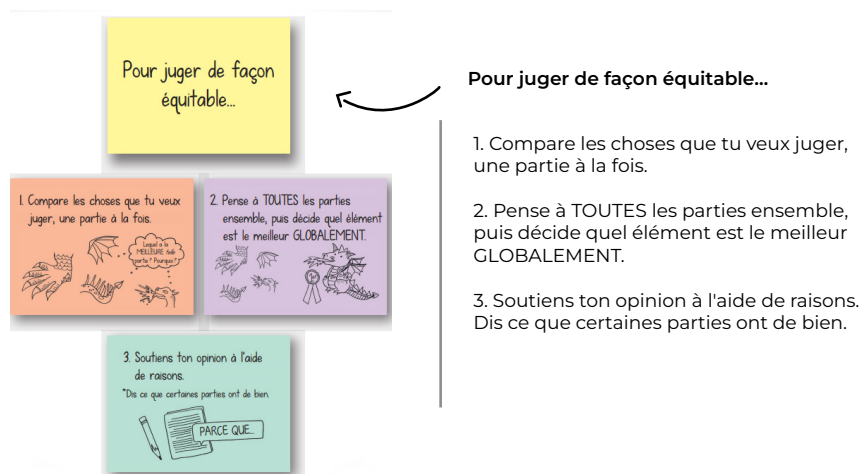 Pour juger de façon
équitable...
1. Compare les choses que tu veux
juger, une partie à la fois.
Lequel a la
MEILLEURE
partie ? Pourquoi ?
2. Pense à TOUTES les parties
ensemble, puis décide quel élément
est le meilleur GLOBALEMENT.
1er
3. Soutiens ton opinion à l'aide
de raisons.
*Dis ce que certaines parties ont de bien.
PARCE QUE...
Pour juger de façon équitable...
1. Compare les choses que tu veux juger,
une partie à la fois.
2. Pense à TOUTES les parties ensemble,
puis décide quel élément est le meilleur
GLOBALEMENT.
3. Soutiens ton opinion à l'aide de raisons.
Dis ce que certaines parties ont de bien.